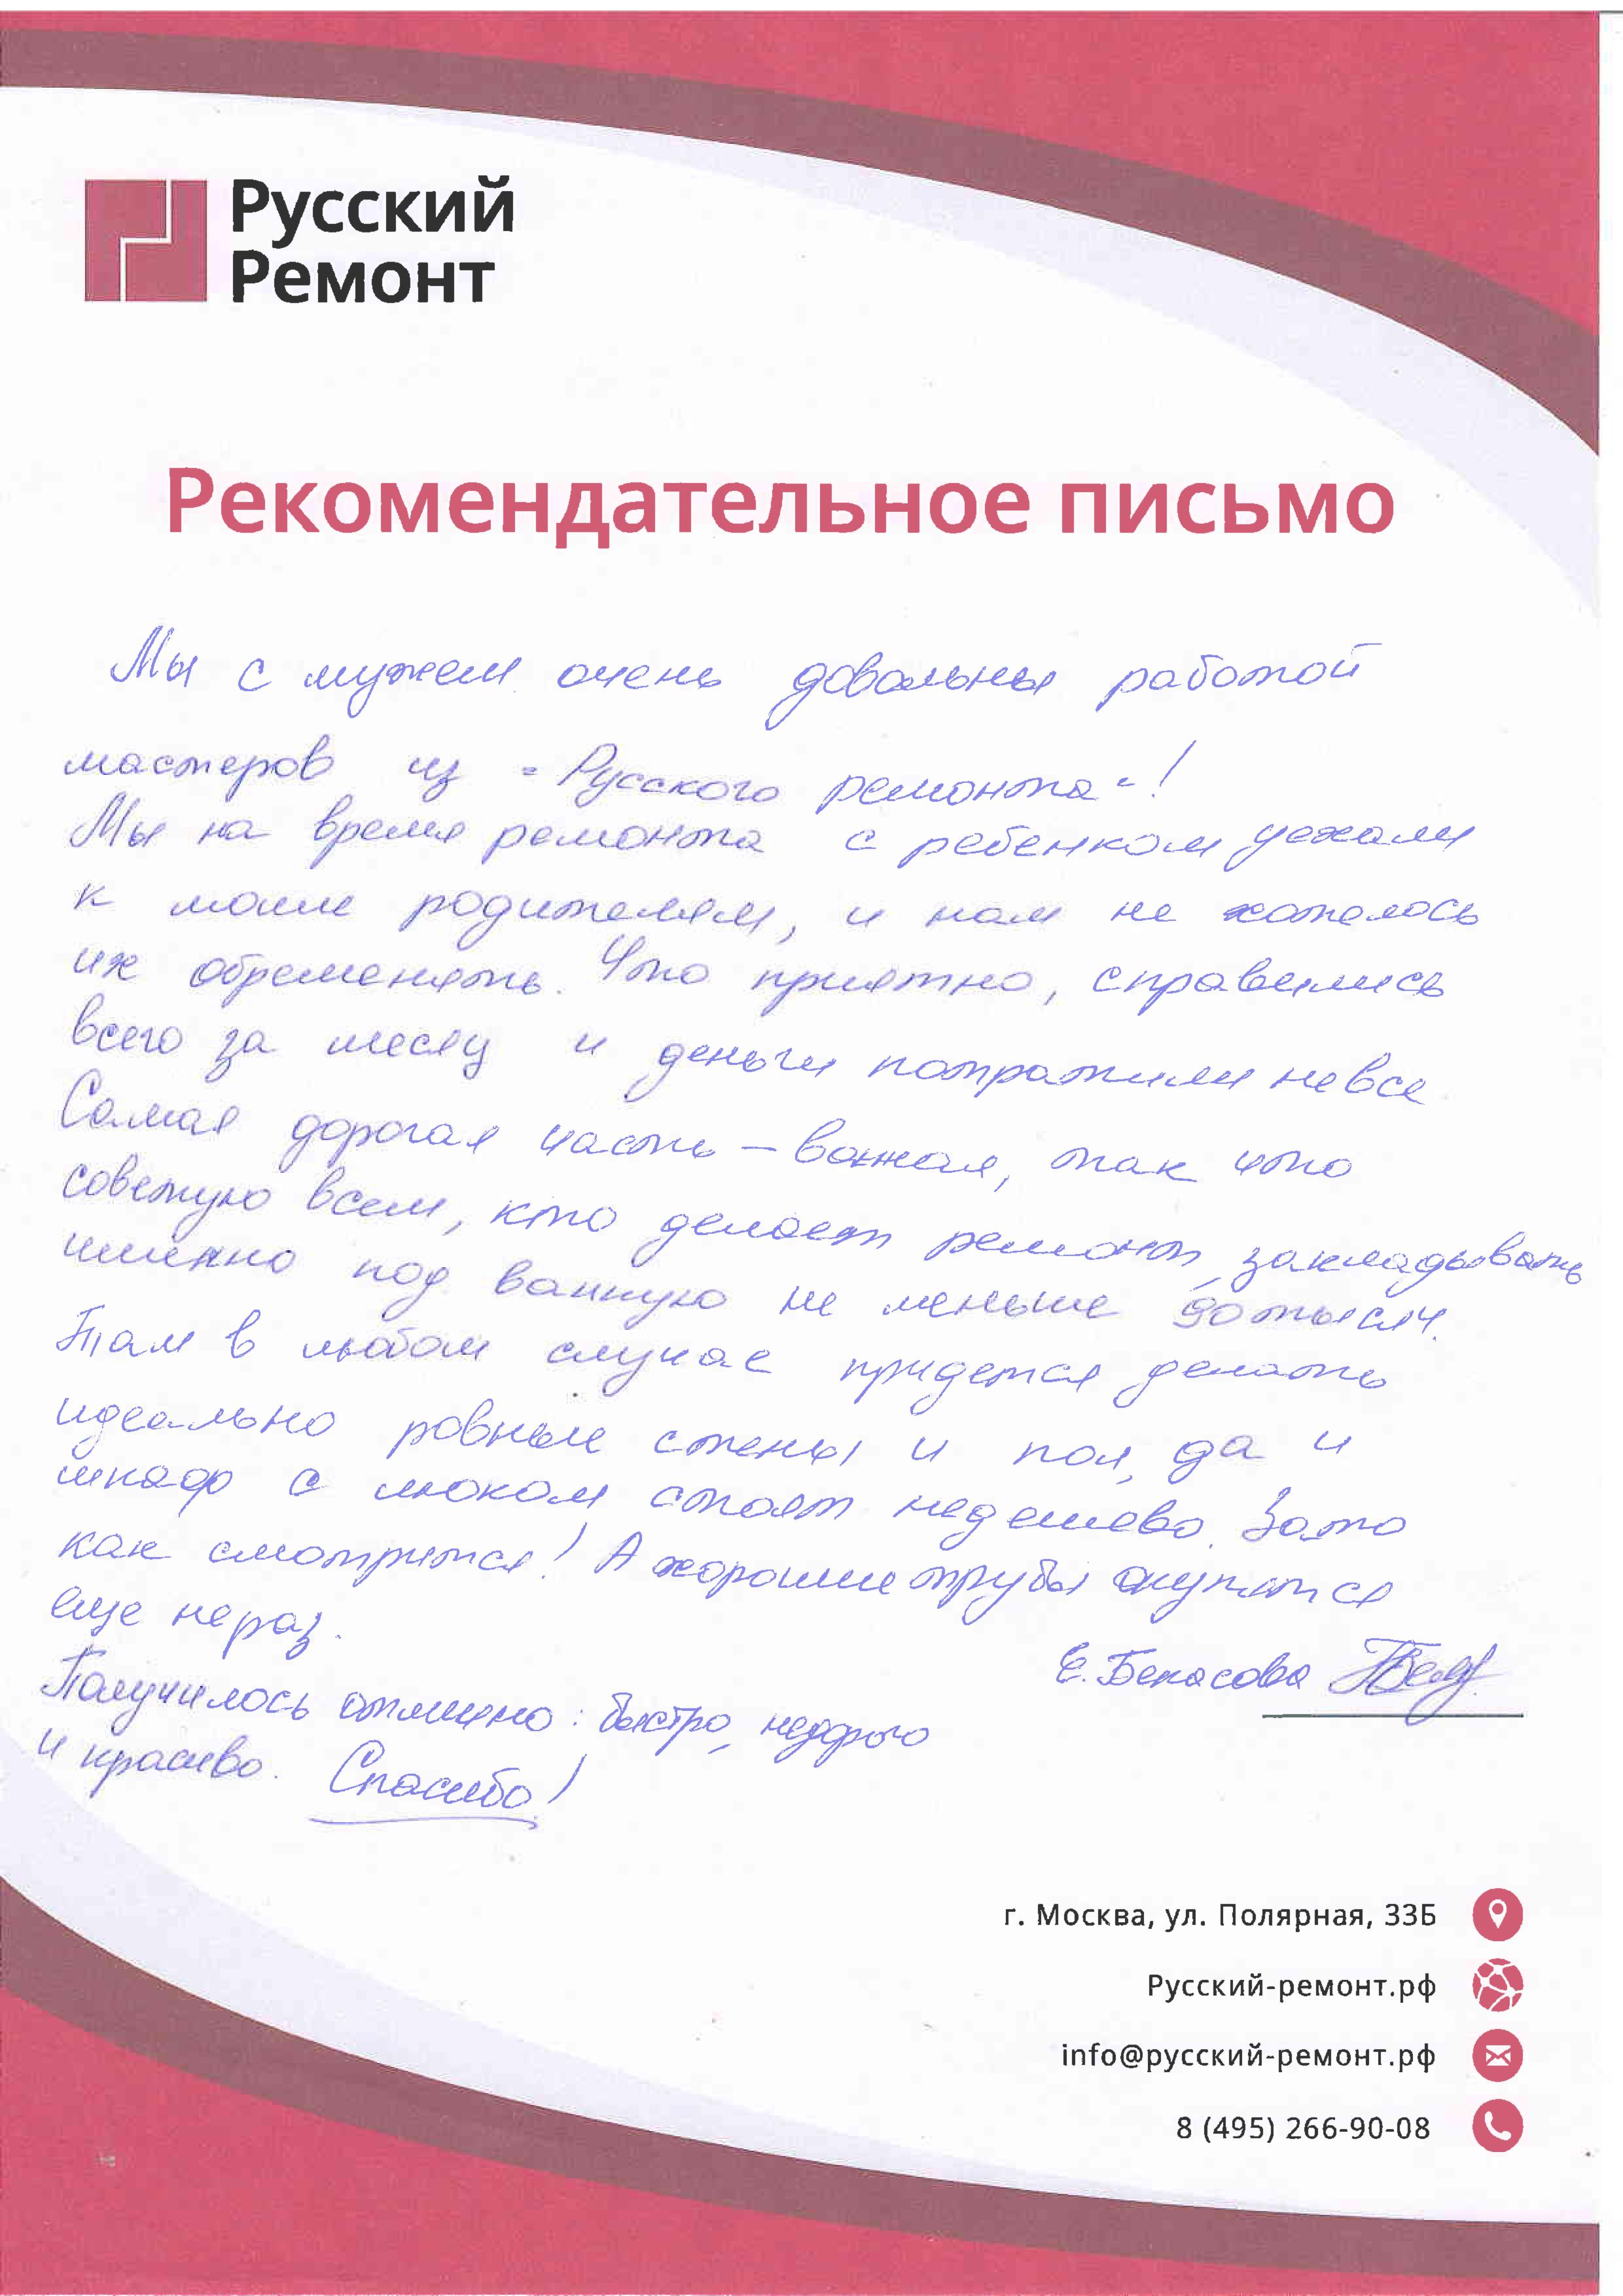 Русский
Ремонт
Рекомендательное письмо
Мы с мужем очень довольны работой
мастеров из "Русского ремонта"!
Мы на время ремонта с ребенком уехали
к моим родителям, и нам не хотелось
их обременять. Что приятно, справились
всего за месяц и деньги потратили не все.
Самая дорогая часть – ванная, так что
советую всем, кто делает ремонт, закладывать
именно под ванную не меньше 90 тысяч.
Там в любом случае придется делать
идеально ровные стены и пол, да и
шкаф с люком стоят недешево. Зато
как смотрится! А хорошие трубы окупятся
еще не раз.
Е. Бекасова
Получилось отлично: быстро, недорого
и красиво. Спасибо!
г. Москва, ул. Полярная, 33Б
Русский-ремонт.рф
info@русский-ремонт.рф
8 (495) 266-90-08